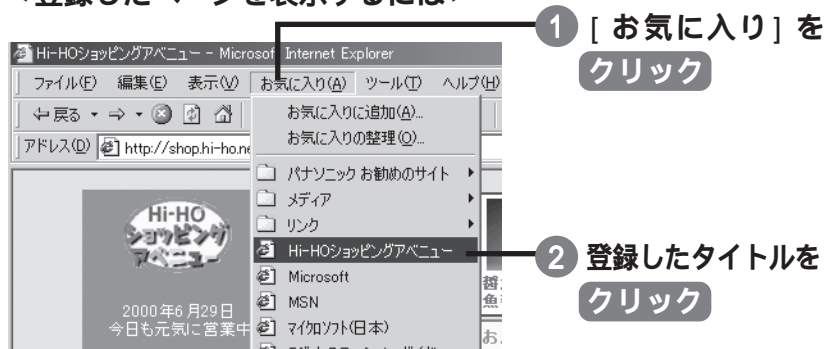 <登録したページを表示するには>
1 [お気に入り]を
クリック
Hi-HOショッピングアベニュー - Microsoft Internet Explorer
ファイル(F) 編集(E) 表示(V) お気に入り(A) ツール(T) ヘルプ(H)
戻る
お気に入りに追加(A)...
お気に入りの整理(O)...
アドレス(D) http://shop.hi-ho.ne
パナソニック お勧めのサイト
メディア
リンク
Hi-HOショッピングアベニュー
2 登録したタイトルを
クリック
Microsoft
MSN
マイクロソフト(日本)
Hi-HO
ショッピング
アベニュー
2000年6月29日
今日も元気に営業中
魚
お.